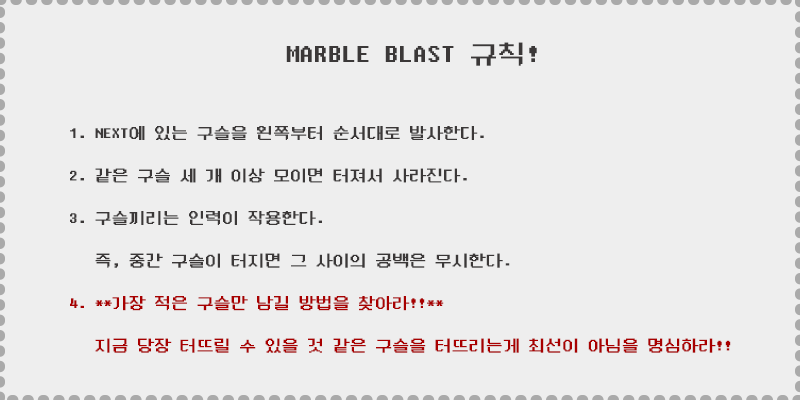 MARBLE BLAST 규칙!
1. NEXT에 있는 구슬을 왼쪽부터 순서대로 발사한다.
2. 같은 구슬 세 개 이상 모이면 터져서 사라진다.
3. 구슬끼리는 인력이 작용한다.
즉, 중간 구슬이 터지면 그 사이의 공백은 무시한다.
4. **가장 적은 구슬만 남길 방법을 찾아라!!**
지금 당장 터뜨릴 수 있을 것 같은 구슬을 터뜨리는게 최선이 아님을 명심하라!!